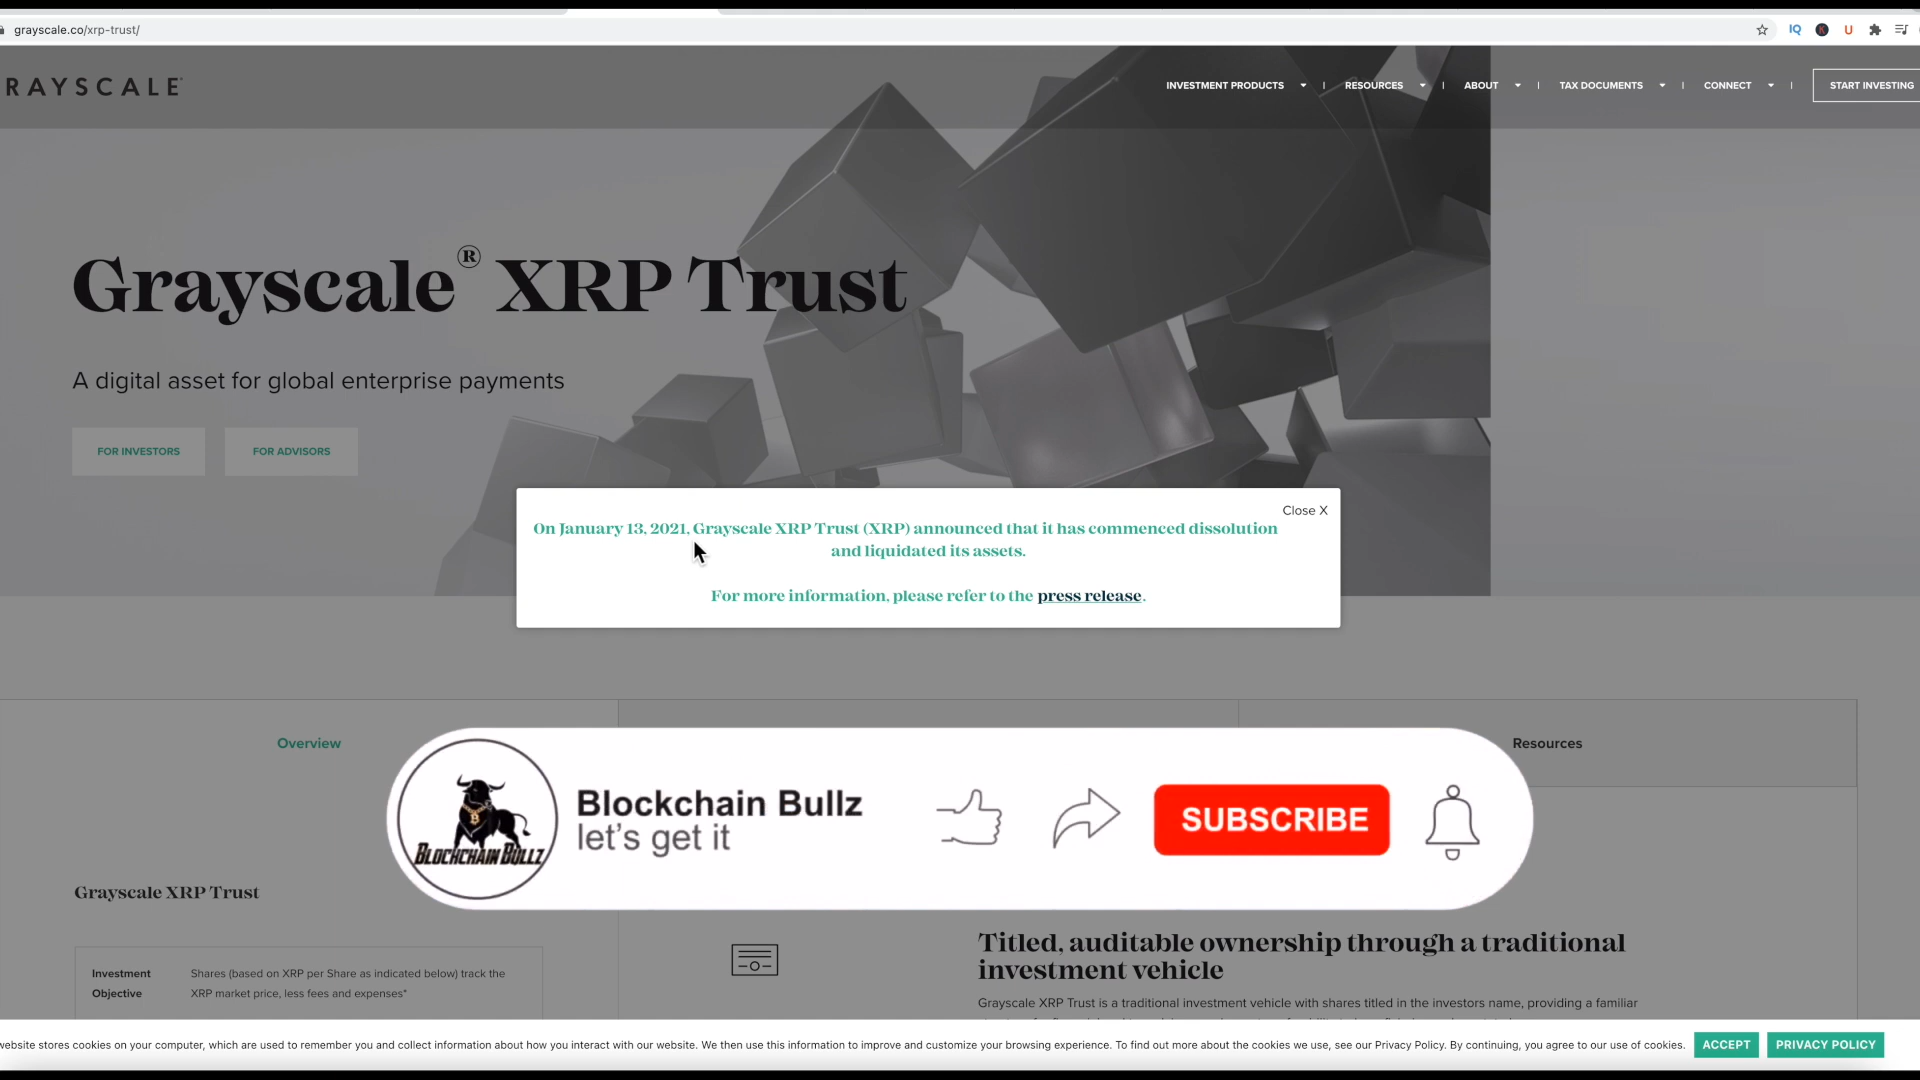 grayscale.co/xrp-trust/
IQ
U
RAYSCALE
INVESTMENT PRODUCTS
RESOURCES
ABOUT
TAX DOCUMENTS
CONNECT
START INVESTING
Grayscale® XRP Trust
A digital asset for global enterprise payments
FOR INVESTORS
FOR ADVISORS
Close X
On January 13, 2021, Grayscale XRP Trust (XRP) announced that it has commenced dissolution
and liquidated its assets.
For more information, please refer to the press release.
Overview
Resources
BLOCKCHAIN BULLZ
Blockchain Bullz
let's get it
SUBSCRIBE
Grayscale XRP Trust
Investment
Objective
Shares (based on XRP per Share as indicated below) track the
XRP market price, less fees and expenses*
Titled, auditable ownership through a traditional
investment vehicle
Grayscale XRP Trust is a traditional investment vehicle with shares titled in the investors name, providing a familiar
website stores cookies on your computer, which are used to remember you and collect information about how you interact with our website. We then use this information to improve and customize your browsing experience. To find out more about the cookies we use, see our Privacy Policy. By continuing, you agree to our use of cookies.
ACCEPT
PRIVACY POLICY